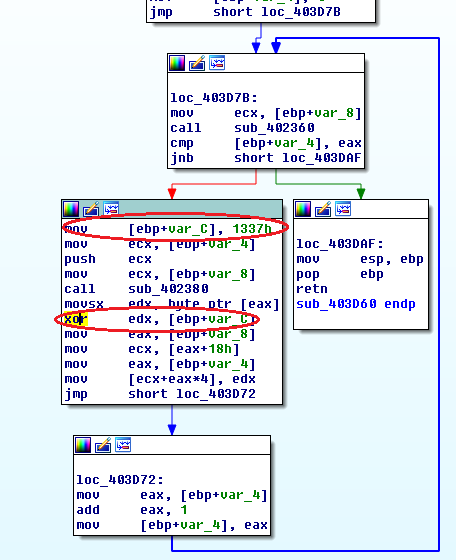 jmp short loc_403D7B
loc_403D7B:
mov ecx, [ebp+var_8]
call sub_402360
cmp [ebp+var_4], eax
jnb short loc_403DAF
mov [ebp+var_C], 1337h
mov ecx, [ebp+var_4]
push ecx
mov ecx, [ebp+var_8]
call sub_402380
movsx edx, byte ptr [eax]
xor edx, [ebp+var_C]
mov eax, [ebp+var_8]
mov ecx, [eax+18h]
mov eax, [ebp+var_4]
mov [ecx+eax*4], edx
jmp short loc_403D72
loc_403DAF:
mov esp, ebp
pop ebp
retn
sub_403D60 endp
loc_403D72:
mov eax, [ebp+var_4]
add eax, 1
mov [ebp+var_4], eax